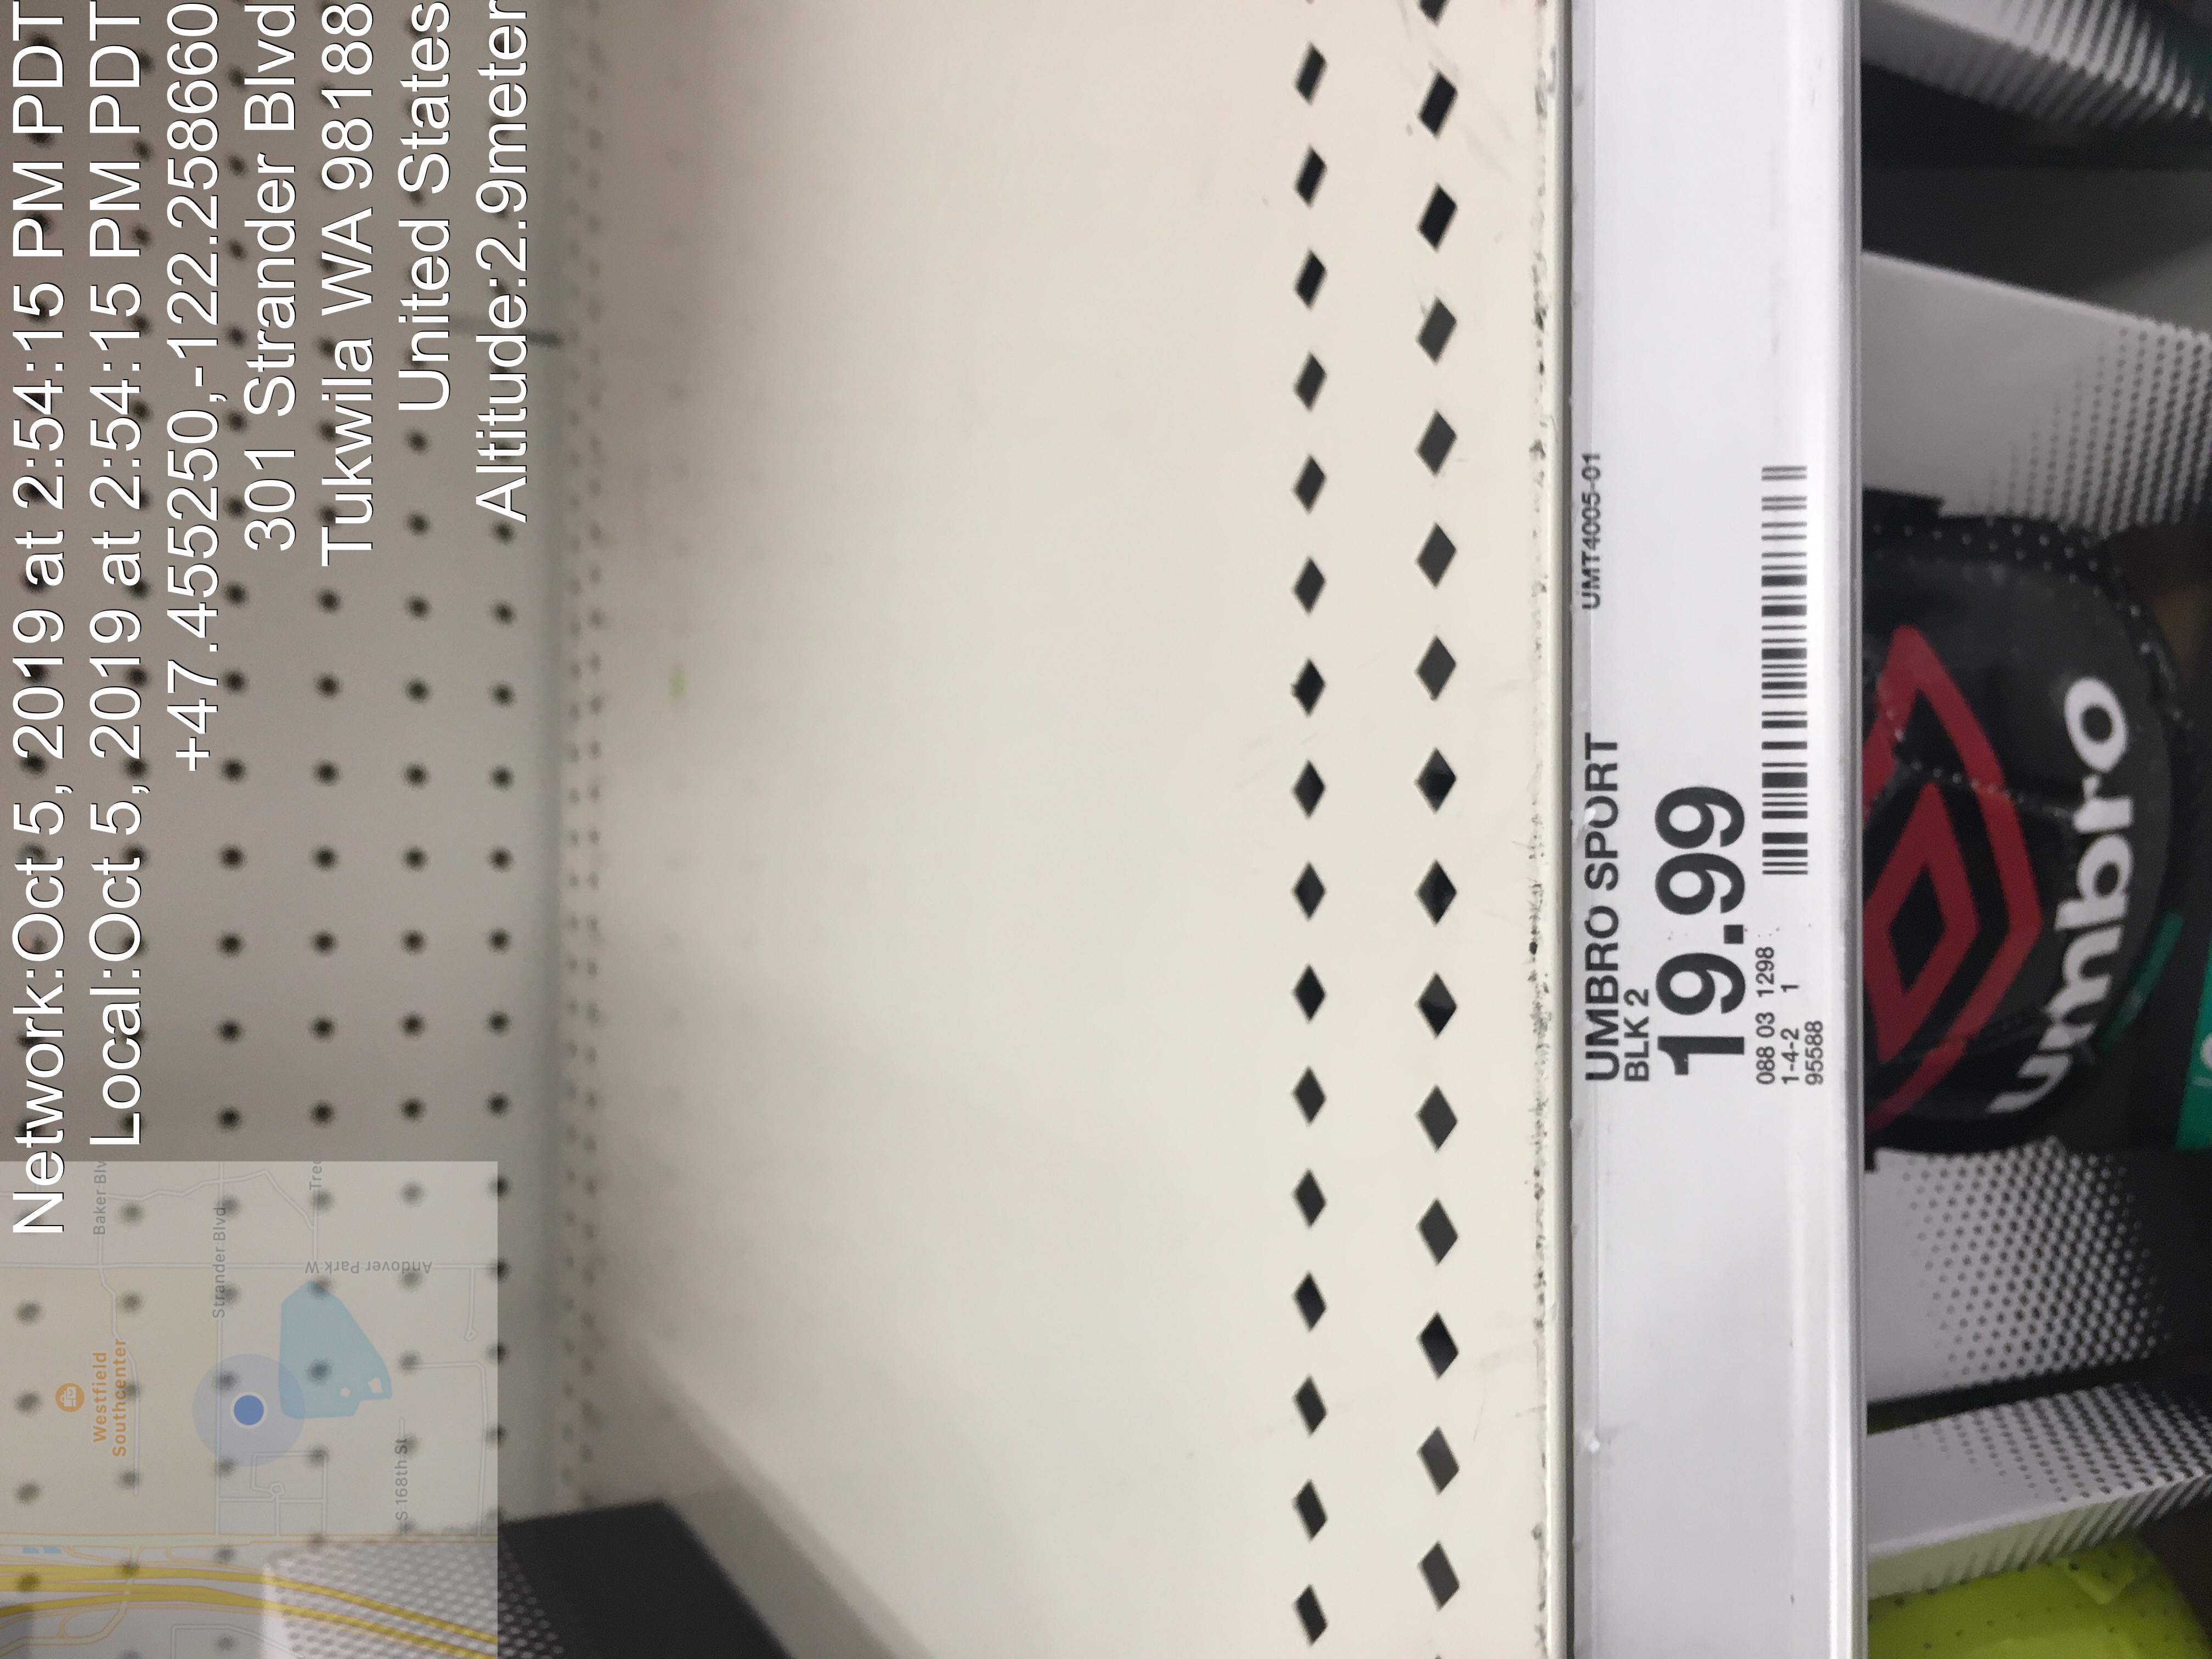 Network:Oct 5, 2019 at 2:54:15 PM PDT
Local:Oct 5, 2019 at 2:54:15 PM PDT
+47.455250,-122.258660
301 Strander Blvd
Tukwila WA 98188
United States
Altitude:2.9meter
Westfield
Southcenter
Baker Blv
Strander Blvd
Andover Park W
S 168th St
UMBRO SPORT UMT4005-01
BLK 2
19.99
088 03 1298
1-4-2 1
95588
umbro